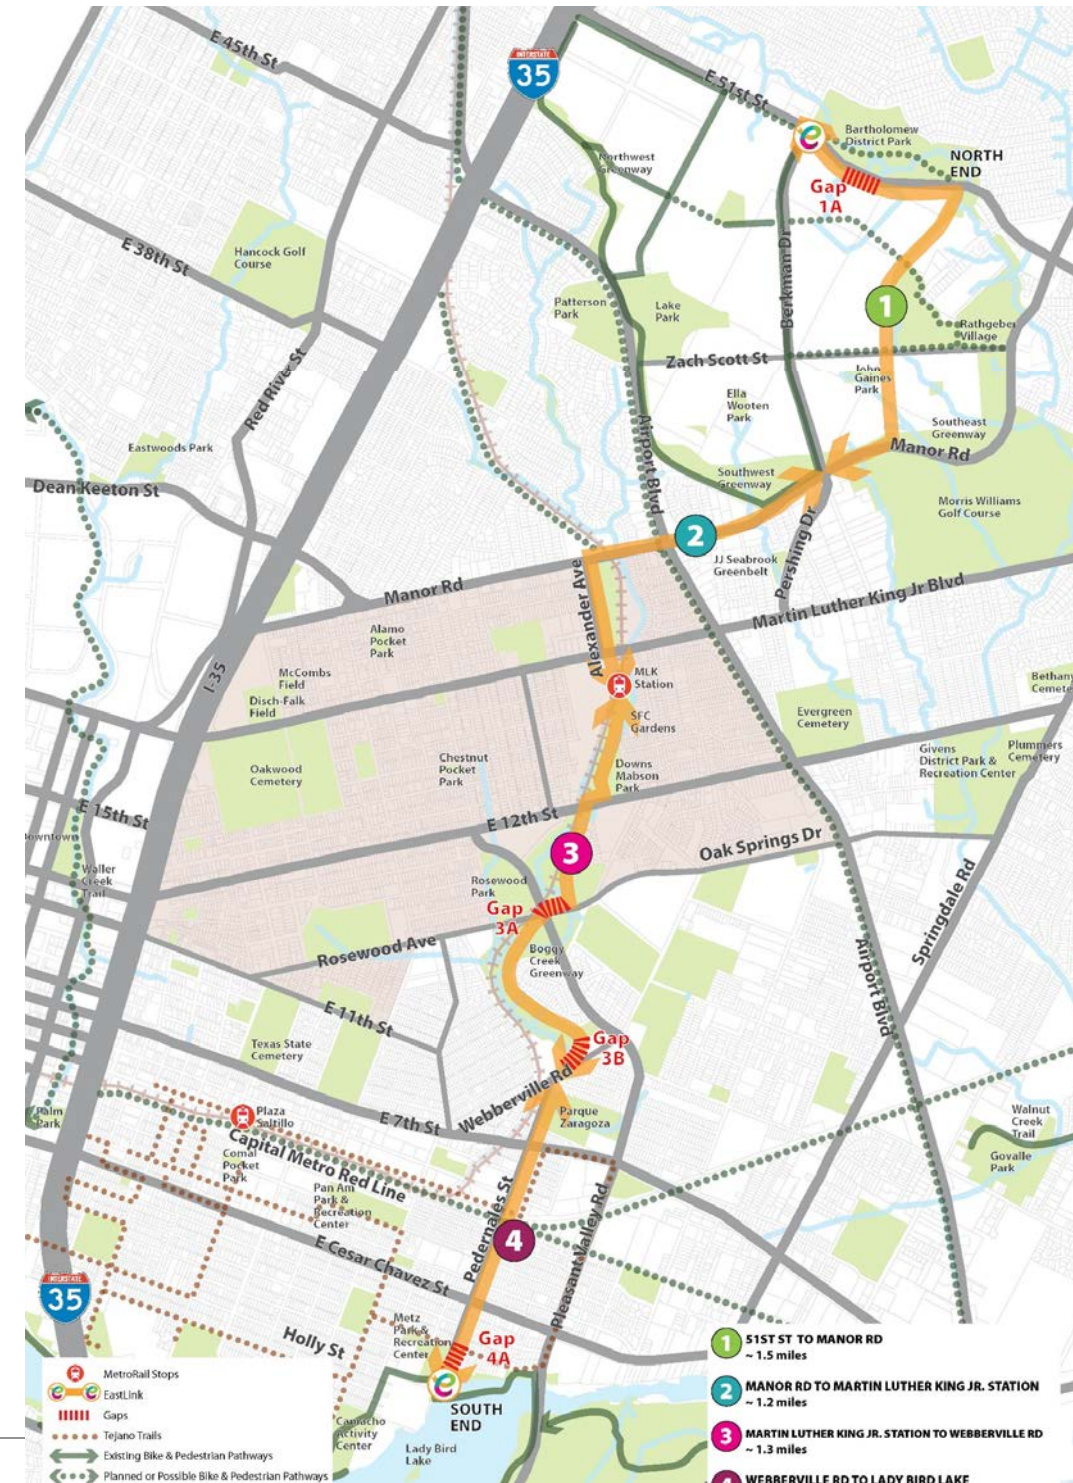 E 45th St
INTERSTATE
35
E 51st St
Bartholomew
District Park
NORTH
END
Northwest
Greenway
Gap
1A
E 38th St
Hancock Golf
Course
Berkman Dr
Patterson
Park
Lake
Park
1
Rathgeber
Village
Red River St
Zach Scott St
John
Gaines
Park
Ella
Wooten
Park
Airport Blvd
Southeast
Greenway
Eastwoods Park
Manor Rd
Southwest
Greenway
Dean Keeton St
Morris Williams
Golf Course
2
Pershing Dr
JJ Seabrook
Greenbelt
Manor Rd
Alexander Ave
Martin Luther King Jr Blvd
Alamo
Pocket
Park
I-35
McCombs
Field
Disch-Falk
Field
MLK
Station
Bethany
SFC
Gardens
Evergreen
Cemetery
Oakwood
Cemetery
Chestnut
Pocket
Park
Downs
Mabson
Park
Givens
District Park &
Recreation Center
Plummers
Cemetery
E 15th St
E 12th St
Oak Springs Dr
3
Waller
Creek
Trail
Rosewood
Park
Gap
3A
Springdale Rd
Rosewood Ave
Boggy
Creek
Greenway
Airport Blvd
E 11th St
Texas State
Cemetery
Gap
3B
Webberville Rd
Palm
Park
Plaza
Saltillo
E 7th St
Parque
Zaragoza
Walnut
Creek
Trail
Govalle
Park
Capital Metro Red Line
Comal
Pocket
Park
Pan Am
Park &
Recreation
Center
Pedernales St
Pleasant Valley Rd
4
E Cesar Chavez St
INTERSTATE
35
Holly St
Metz
Park &
Recreation
Center
Gap
4A
SOUTH
END
Camacho
Activity
Center
Lady Bird
Lake
MetroRail Stops
EastLink
Gaps
Tejano Trails
Existing Bike & Pedestrian Pathways
Planned or Possible Bike & Pedestrian Pathways
1 51ST ST TO MANOR RD
~ 1.5 miles
2 MANOR RD TO MARTIN LUTHER KING JR. STATION
~ 1.2 miles
3 MARTIN LUTHER KING JR. STATION TO WEBBERVILLE RD
~ 1.3 miles
4 WEBBERVILLE RD TO LADY BIRD LAKE